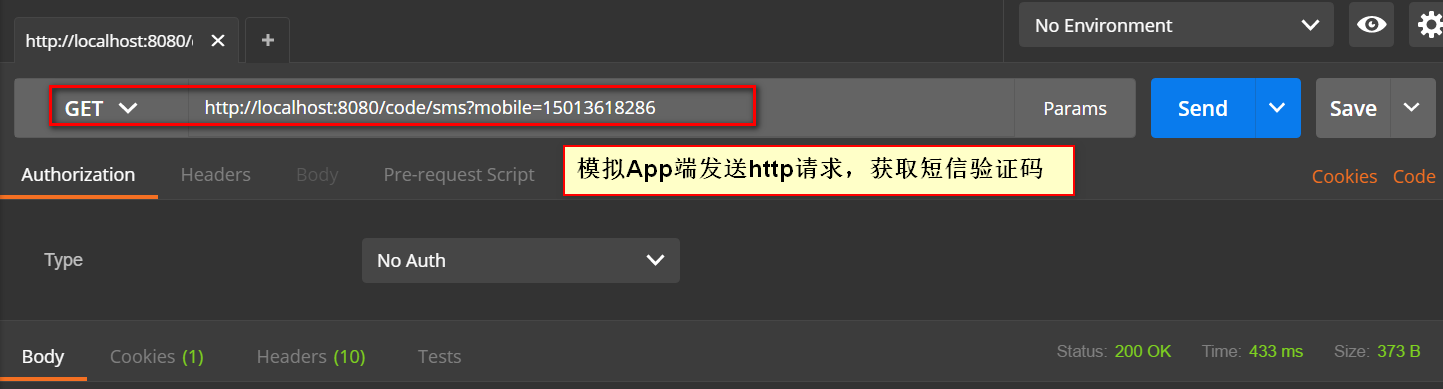 http://localhost:8080/
No Environment
GET http://localhost:8080/code/sms?mobile=15013618286 Params Send Save
模拟App端发送http请求，获取短信验证码
Authorization Headers Body Pre-request Script Cookies Code
Type No Auth
Body Cookies (1) Headers (10) Tests Status: 200 OK Time: 433 ms Size: 373 B